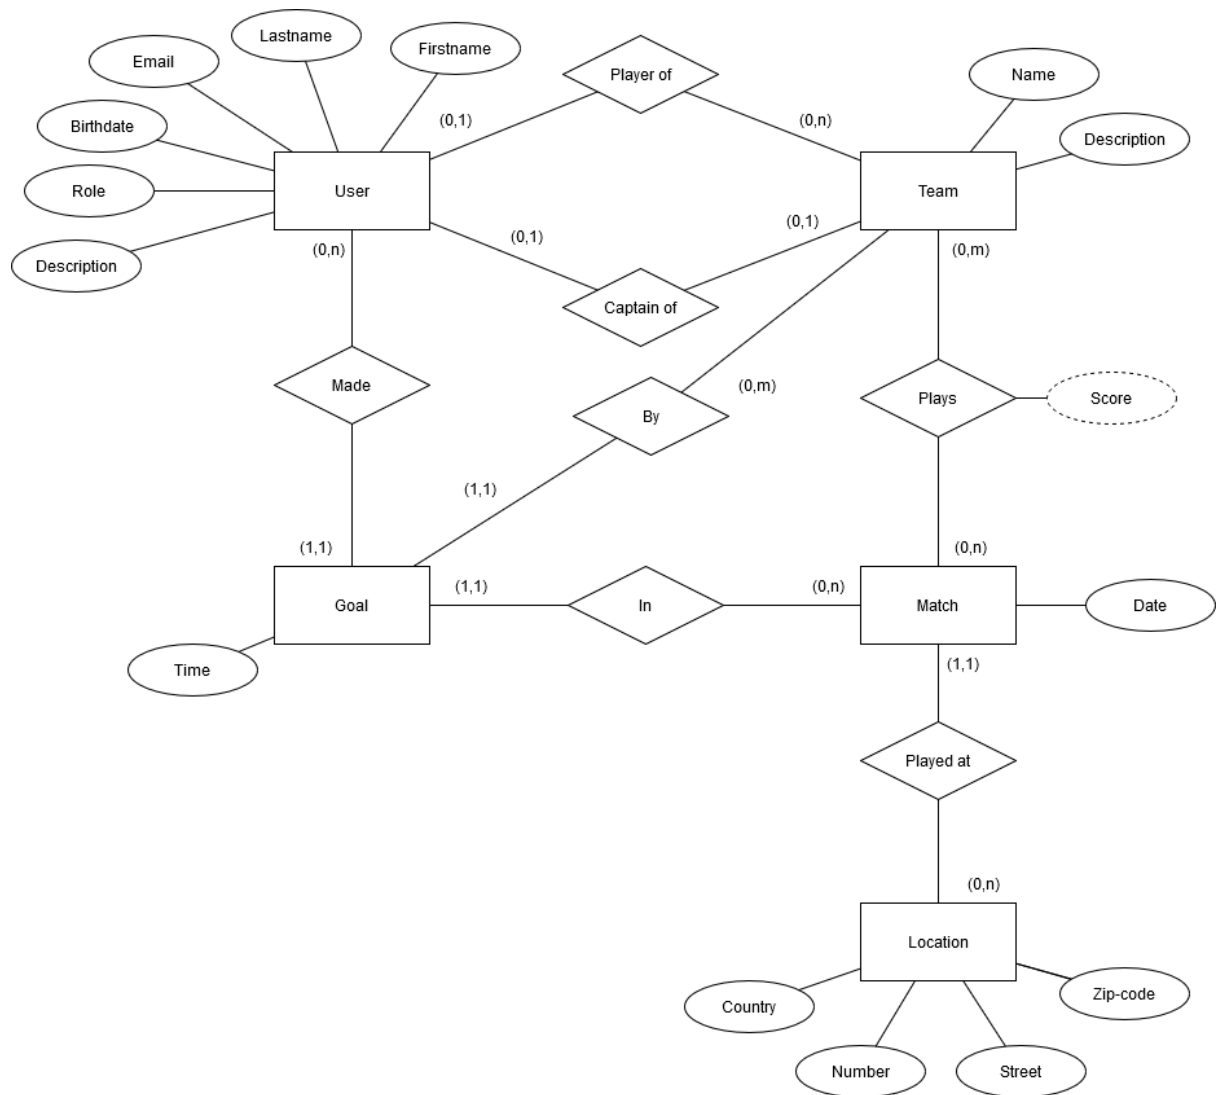 Lastname
Firstname
Email
Player of
Name
Birthdate
(0,1)
(0,n)
Description
Role
User
Team
(0,1)
(0,1)
(0,n)
(0,m)
Description
Captain of
Made
By
(0,m)
Plays
Score
(1,1)
(1,1)
(1,1)
(0,n)
(0,n)
Goal
In
Match
Date
Time
(1,1)
Played at
(0,n)
Location
Country
Zip-code
Number
Street